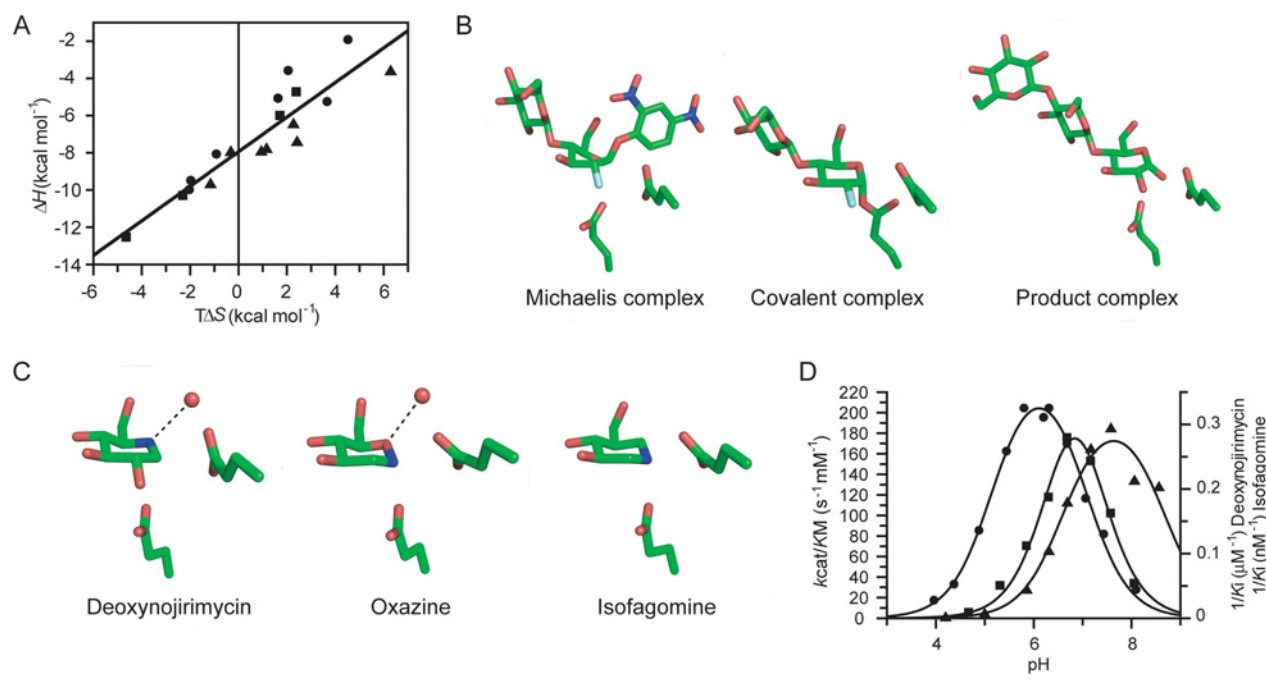 A
-2
-4
-6
-8
-10
-12
-14
ΔH (kcal mol⁻¹)
-6 -4 -2 0 2 4 6
TΔS (kcal mol⁻¹)
B
Michaelis complex
Covalent complex
Product complex
C
Deoxynojirimycin
Oxazine
Isofagomine
D
220
200
180
160
140
120
100
80
60
40
20
0
kcat/KM (s⁻¹ mM⁻¹)
4 6 8
pH
0.3
0.2
0.1
0
1/Ki (μM⁻¹) Deoxynojirimycin
1/Ki (nM⁻¹) Isofagomine